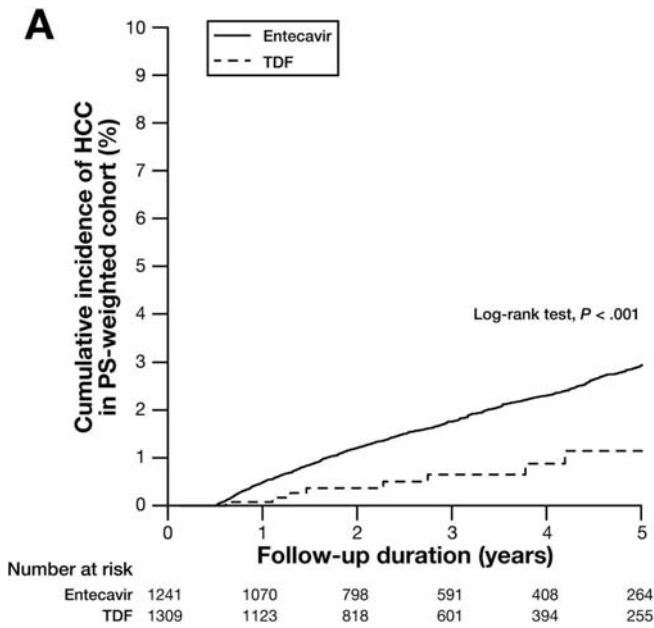 A
Entecavir
TDF
Cumulative incidence of HCC
in PS-weighted cohort (%)
10
9
8
7
6
5
4
3
2
1
0
Log-rank test, P < .001
0 1 2 3 4 5
Follow-up duration (years)
Number at risk
Entecavir 1241 1070 798 591 408 264
TDF 1309 1123 818 601 394 255